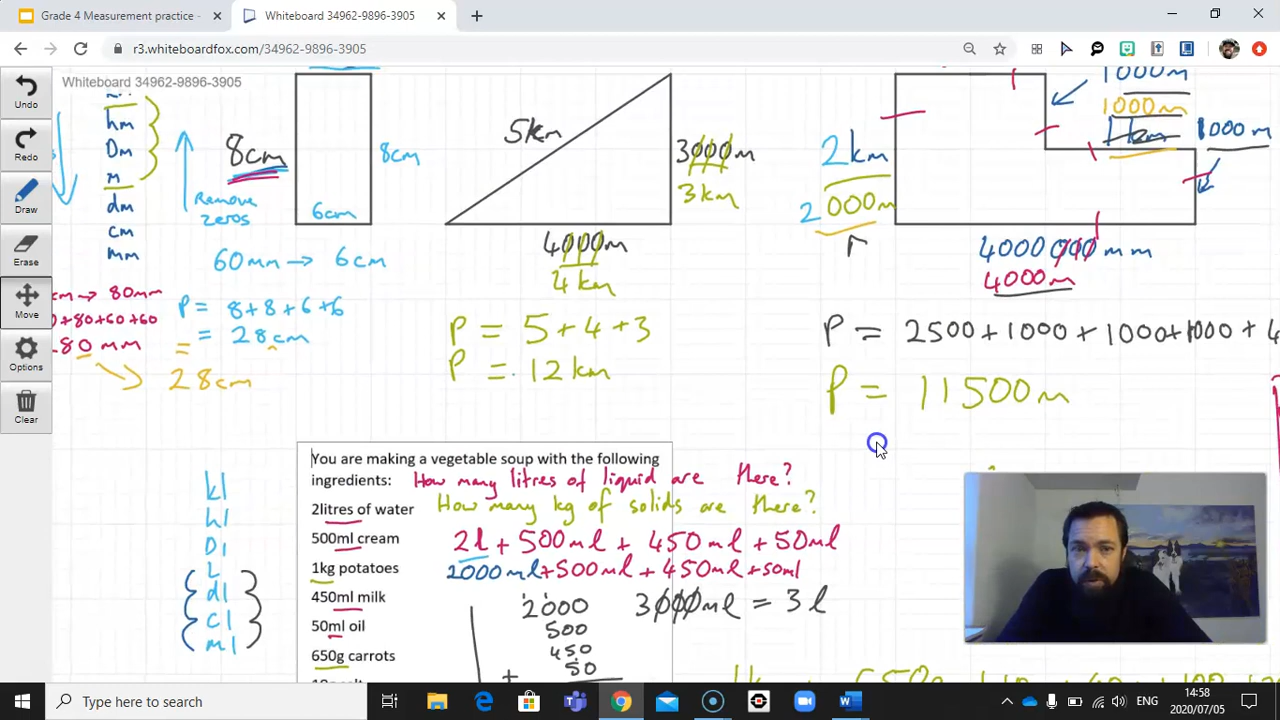 Grade 4 Measurement practice -
Whiteboard 34962-9896-3905
r3.whiteboardfox.com/34962-9896-3905
Whiteboard 34962-9896-3905
Undo
Redo
Draw
Erase
Move
Options
Clear
hm
Dm
m
dm
cm
mm
Remove
zeros
8cm
8cm
6cm
60mm → 6cm
cm → 80mm
+80+60+60
280 mm
28cm
P = 8+8+6+6
= 28cm
5km
3000m
3km
4000m
4km
P = 5+4+3
P = 12km
2km
2000m
1000m
1000m
1km
1000m
4000000mm
4000m
P = 2500+1000+1000+1000+4
P = 11500m
kl
hl
Dl
L
dl
cl
ml
You are making a vegetable soup with the following
ingredients:
How many litres of liquid are there?
How many kg of solids are there?
2litres of water
500ml cream
1kg potatoes
450ml milk
50ml oil
650g carrots
2l + 500ml + 450ml + 50ml
2000ml+500ml+450ml+50ml
2000
500
450
+ 50
3000ml = 3l
Type here to search
ENG
14:58
2020/07/05